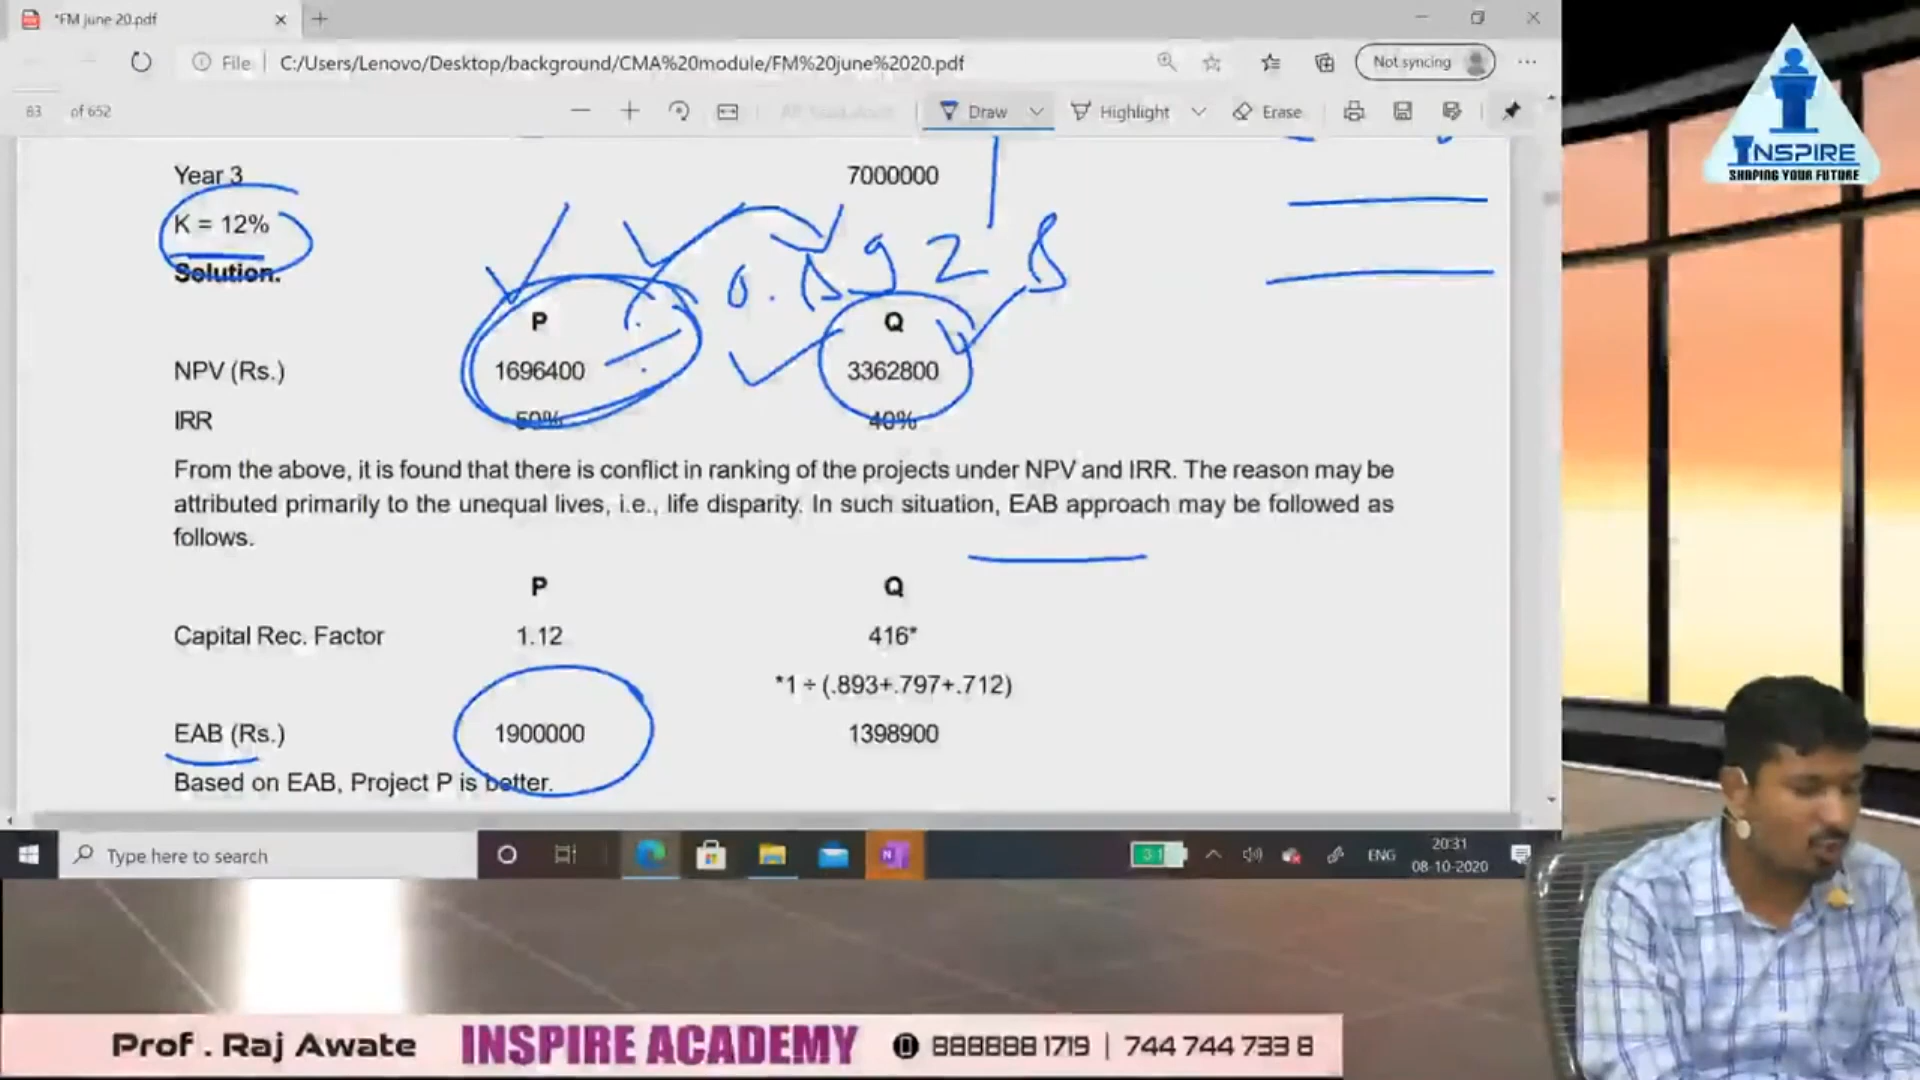 *FM june 20.pdf
File C:/Users/Lenovo/Desktop/background/CMA%20module/FM%20june%2020.pdf Not syncing
83 of 652 Draw Highlight Erase
Year 3 7000000
K = 12%
Solution.
0.8928
P Q
NPV (Rs.) 1696400 3362800
IRR 50% 40%
From the above, it is found that there is conflict in ranking of the projects under NPV and IRR. The reason may be
attributed primarily to the unequal lives, i.e., life disparity. In such situation, EAB approach may be followed as
follows.
P Q
Capital Rec. Factor 1.12 416*
*1 ÷ (.893+.797+.712)
EAB (Rs.) 1900000 1398900
Based on EAB, Project P is better.
INSPIRE
SHAPING YOUR FUTURE
Type here to search
31 ENG 20:31
08-10-2020
Prof . Raj Awate INSPIRE ACADEMY 888888 1719 | 744 744 733 8